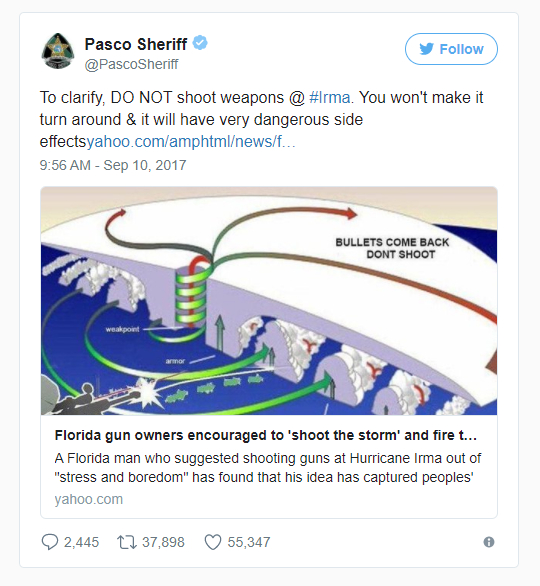 Pasco Sheriff
Follow
@PascoSheriff
To clarify, DO NOT shoot weapons @ #Irma. You won't make it
turn around & it will have very dangerous side
effectsyahoo.com/amphtml/news/f...
9:56 AM - Sep 10, 2017
BULLETS COME BACK
DONT SHOOT
weakpoint
armor
Florida gun owners encouraged to 'shoot the storm' and fire t...
A Florida man who suggested shooting guns at Hurricane Irma out of
"stress and boredom" has found that his idea has captured peoples'
yahoo.com
2,445 37,898 55,347